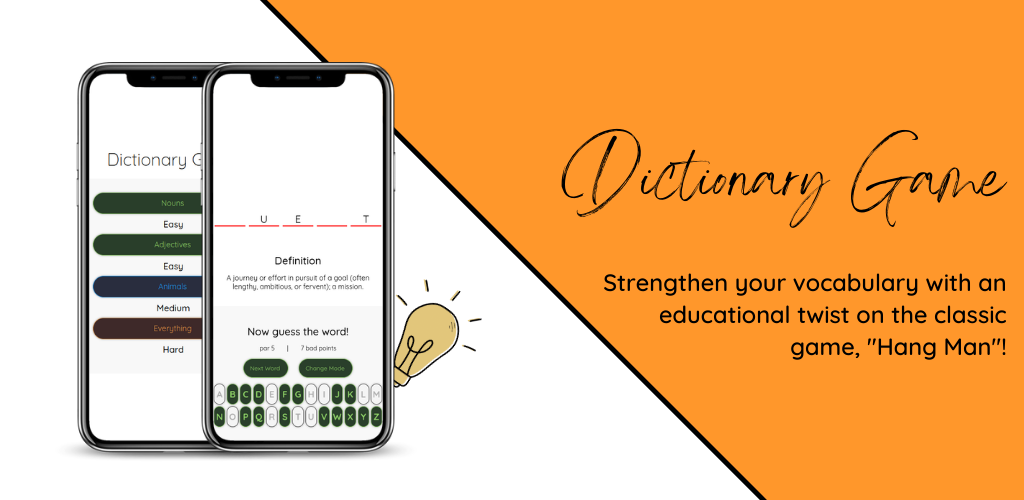 Dictionary G
Nouns
Easy
Adjectives
Easy
Animals
Medium
Everything
Hard
U E T
Definition
A journey or effort in pursuit of a goal (often
lengthy, ambitious, or fervent); a mission.
Now guess the word!
par 5 | 7 bad points
Next Word Change Mode
A B C D E F G H I J K L M
N O P Q R S T U V W X Y Z
Dictionary Game
Strengthen your vocabulary with an
educational twist on the classic
game, "Hang Man"!